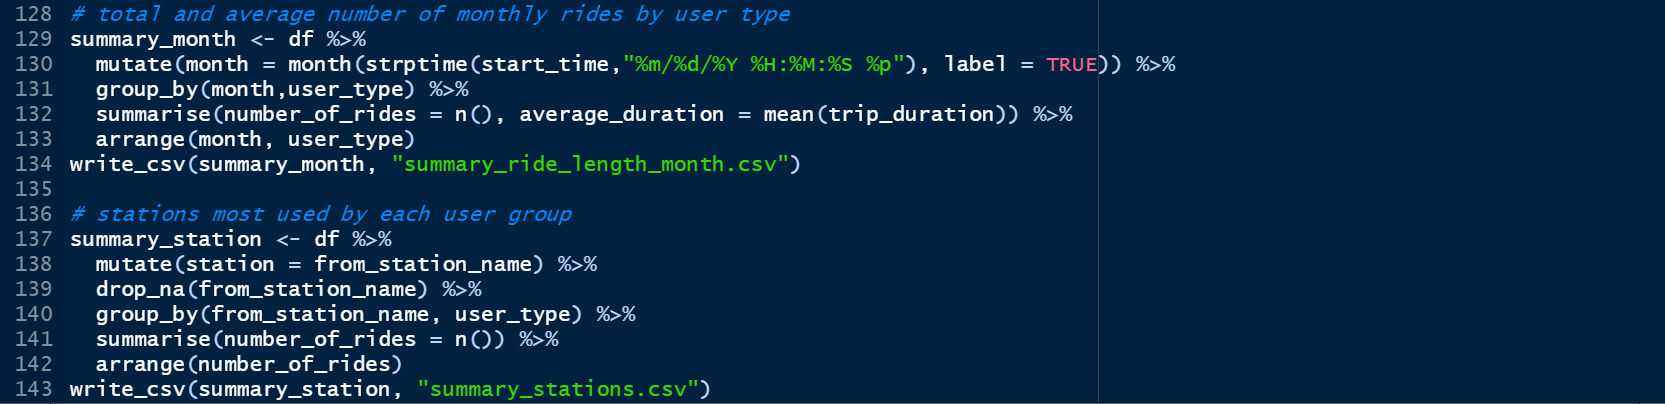 128 # total and average number of monthly rides by user type
129 summary_month <- df %>%
130   mutate(month = month(strptime(start_time,"%m/%d/%Y %H:%M:%S %p"), label = TRUE)) %>%
131   group_by(month,user_type) %>%
132   summarise(number_of_rides = n(), average_duration = mean(trip_duration)) %>%
133   arrange(month, user_type)
134 write_csv(summary_month, "summary_ride_length_month.csv")
135
136 # stations most used by each user group
137 summary_station <- df %>%
138   mutate(station = from_station_name) %>%
139   drop_na(from_station_name) %>%
140   group_by(from_station_name, user_type) %>%
141   summarise(number_of_rides = n()) %>%
142   arrange(number_of_rides)
143 write_csv(summary_station, "summary_stations.csv")